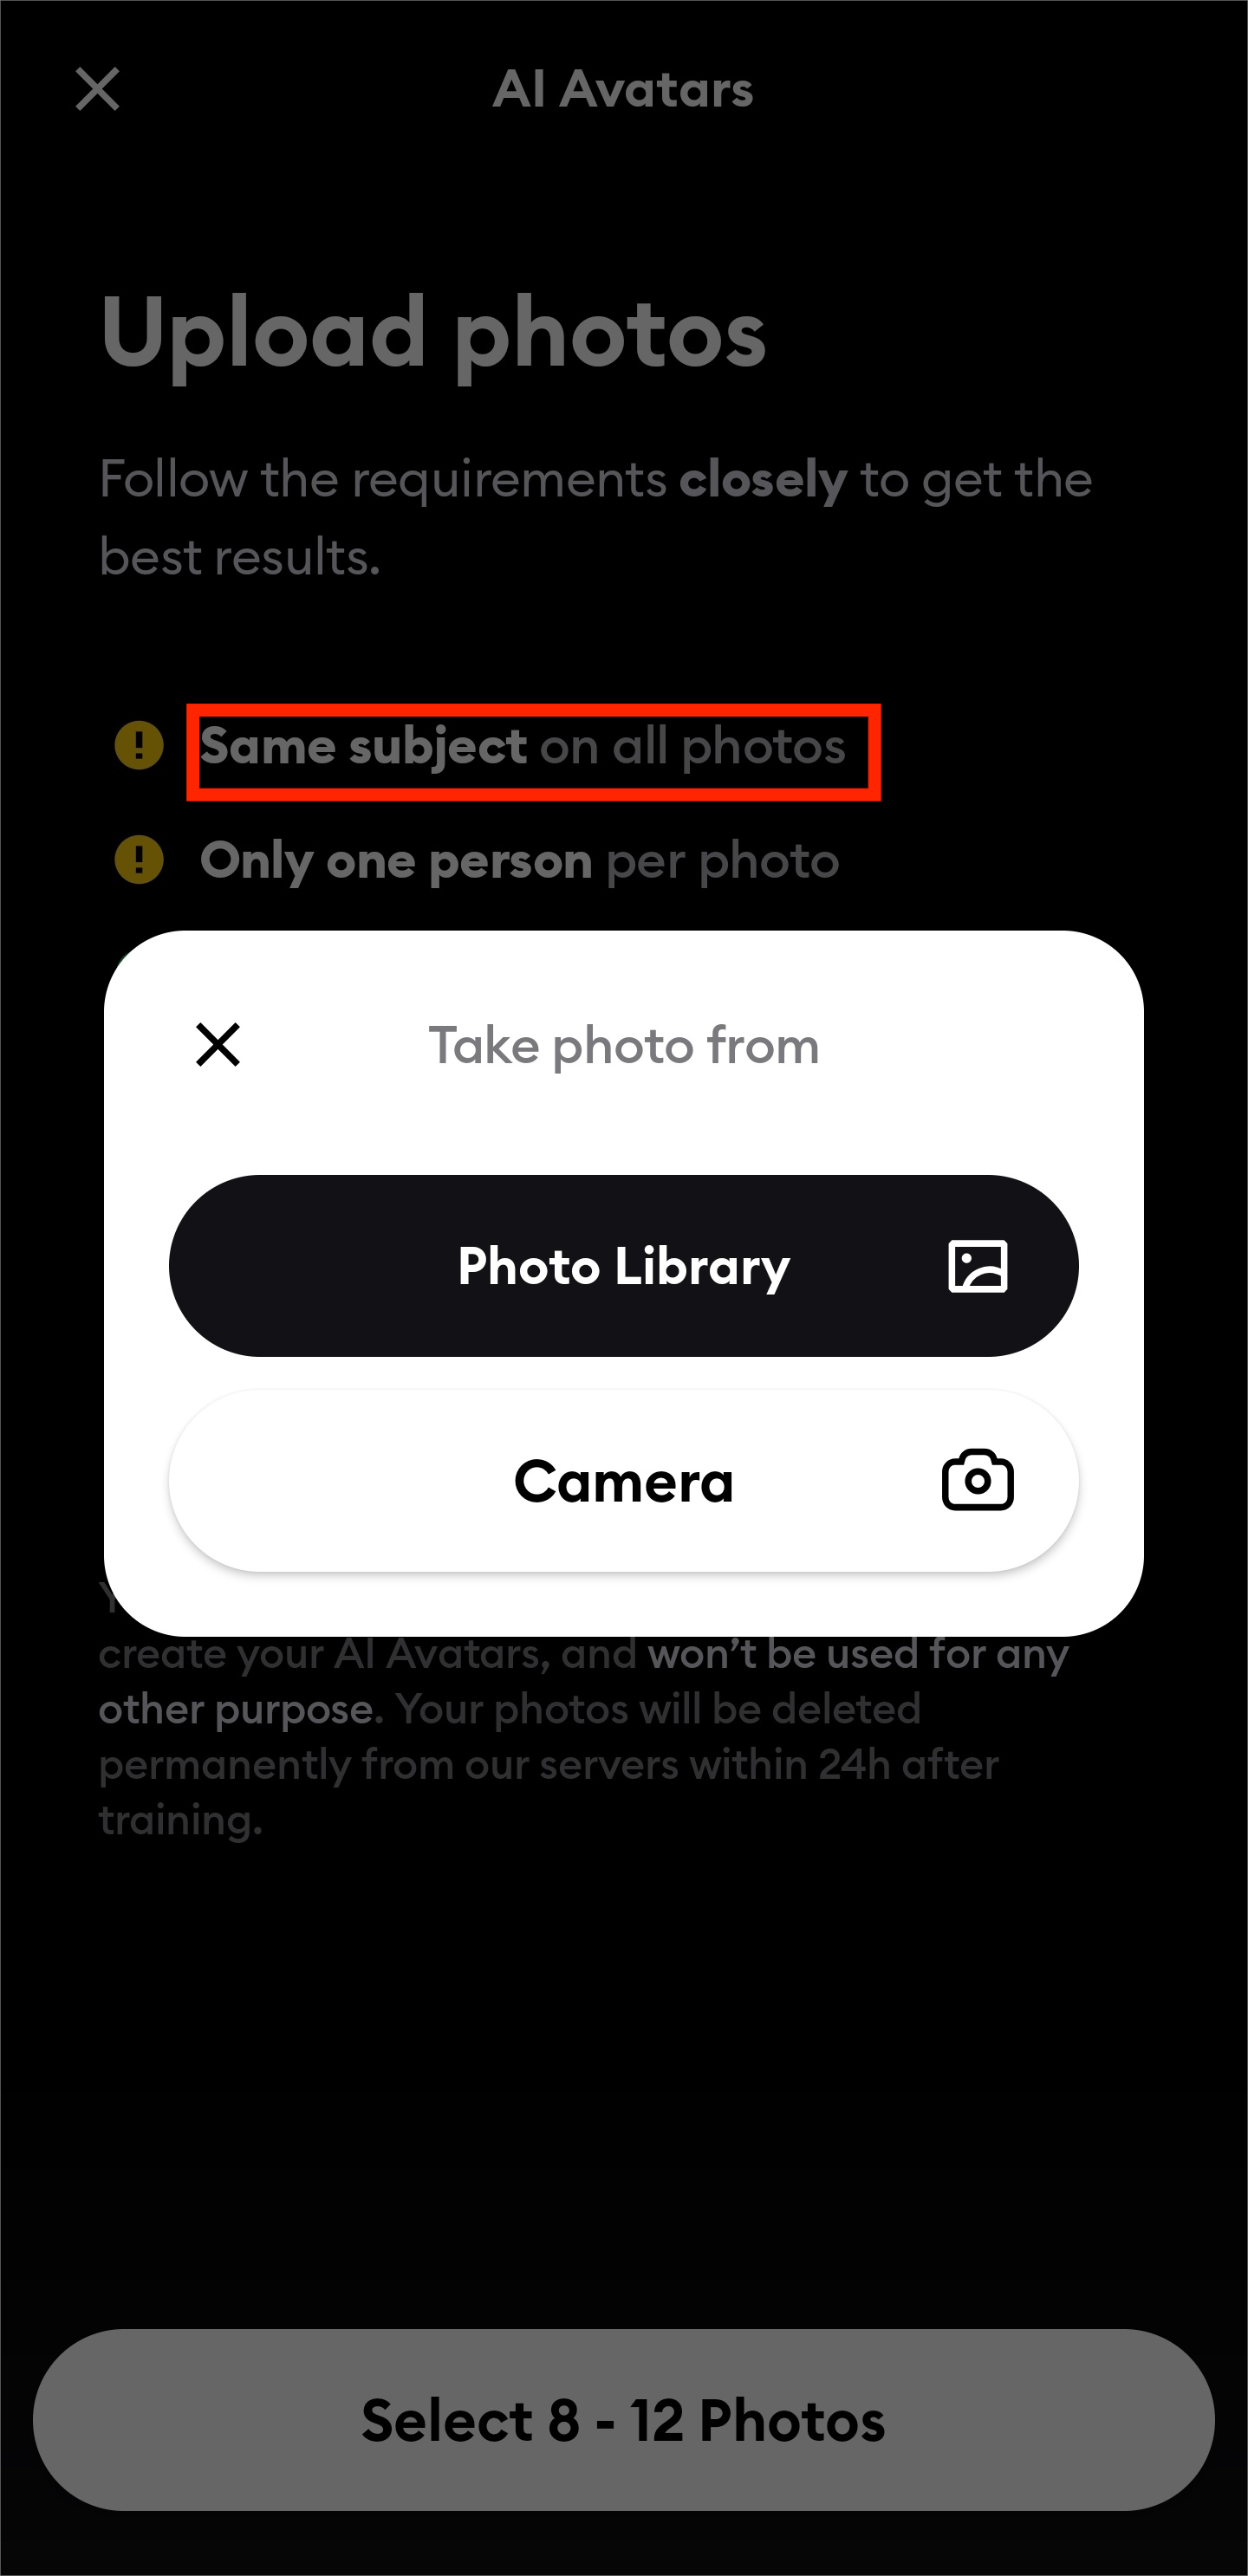 AI Avatars
Upload photos
Follow the requirements closely to get the
best results.
Same subject on all photos
Only one person per photo
Take photo from
Photo Library
Camera
create your AI Avatars, and won’t be used for any
other purpose. Your photos will be deleted
permanently from our servers within 24h after
training.
Select 8 - 12 Photos